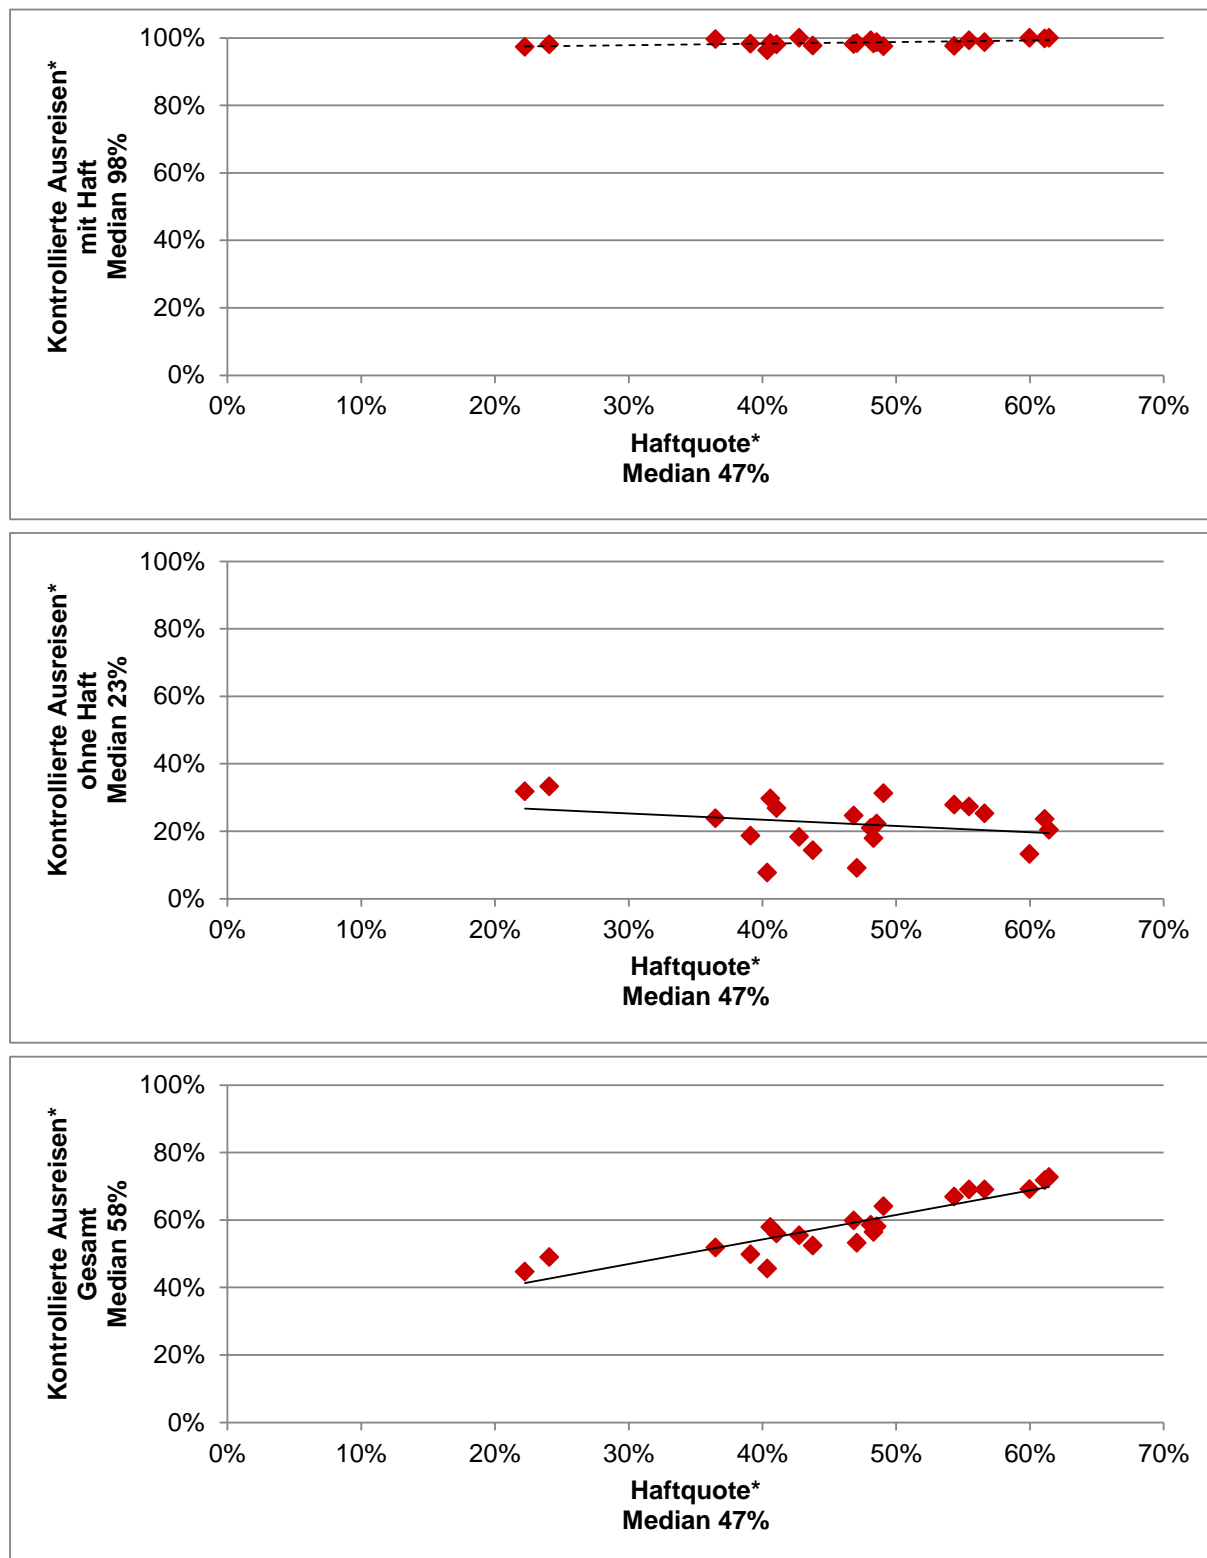 Kontrollierte Ausreisen*
mit Haft
Median 98%
100%
80%
60%
40%
20%
0%
0% 10% 20% 30% 40% 50% 60% 70%
Haftquote*
Median 47%
Kontrollierte Ausreisen*
ohne Haft
Median 23%
100%
80%
60%
40%
20%
0%
0% 10% 20% 30% 40% 50% 60% 70%
Haftquote*
Median 47%
Kontrollierte Ausreisen*
Gesamt
Median 58%
100%
80%
60%
40%
20%
0%
0% 10% 20% 30% 40% 50% 60% 70%
Haftquote*
Median 47%